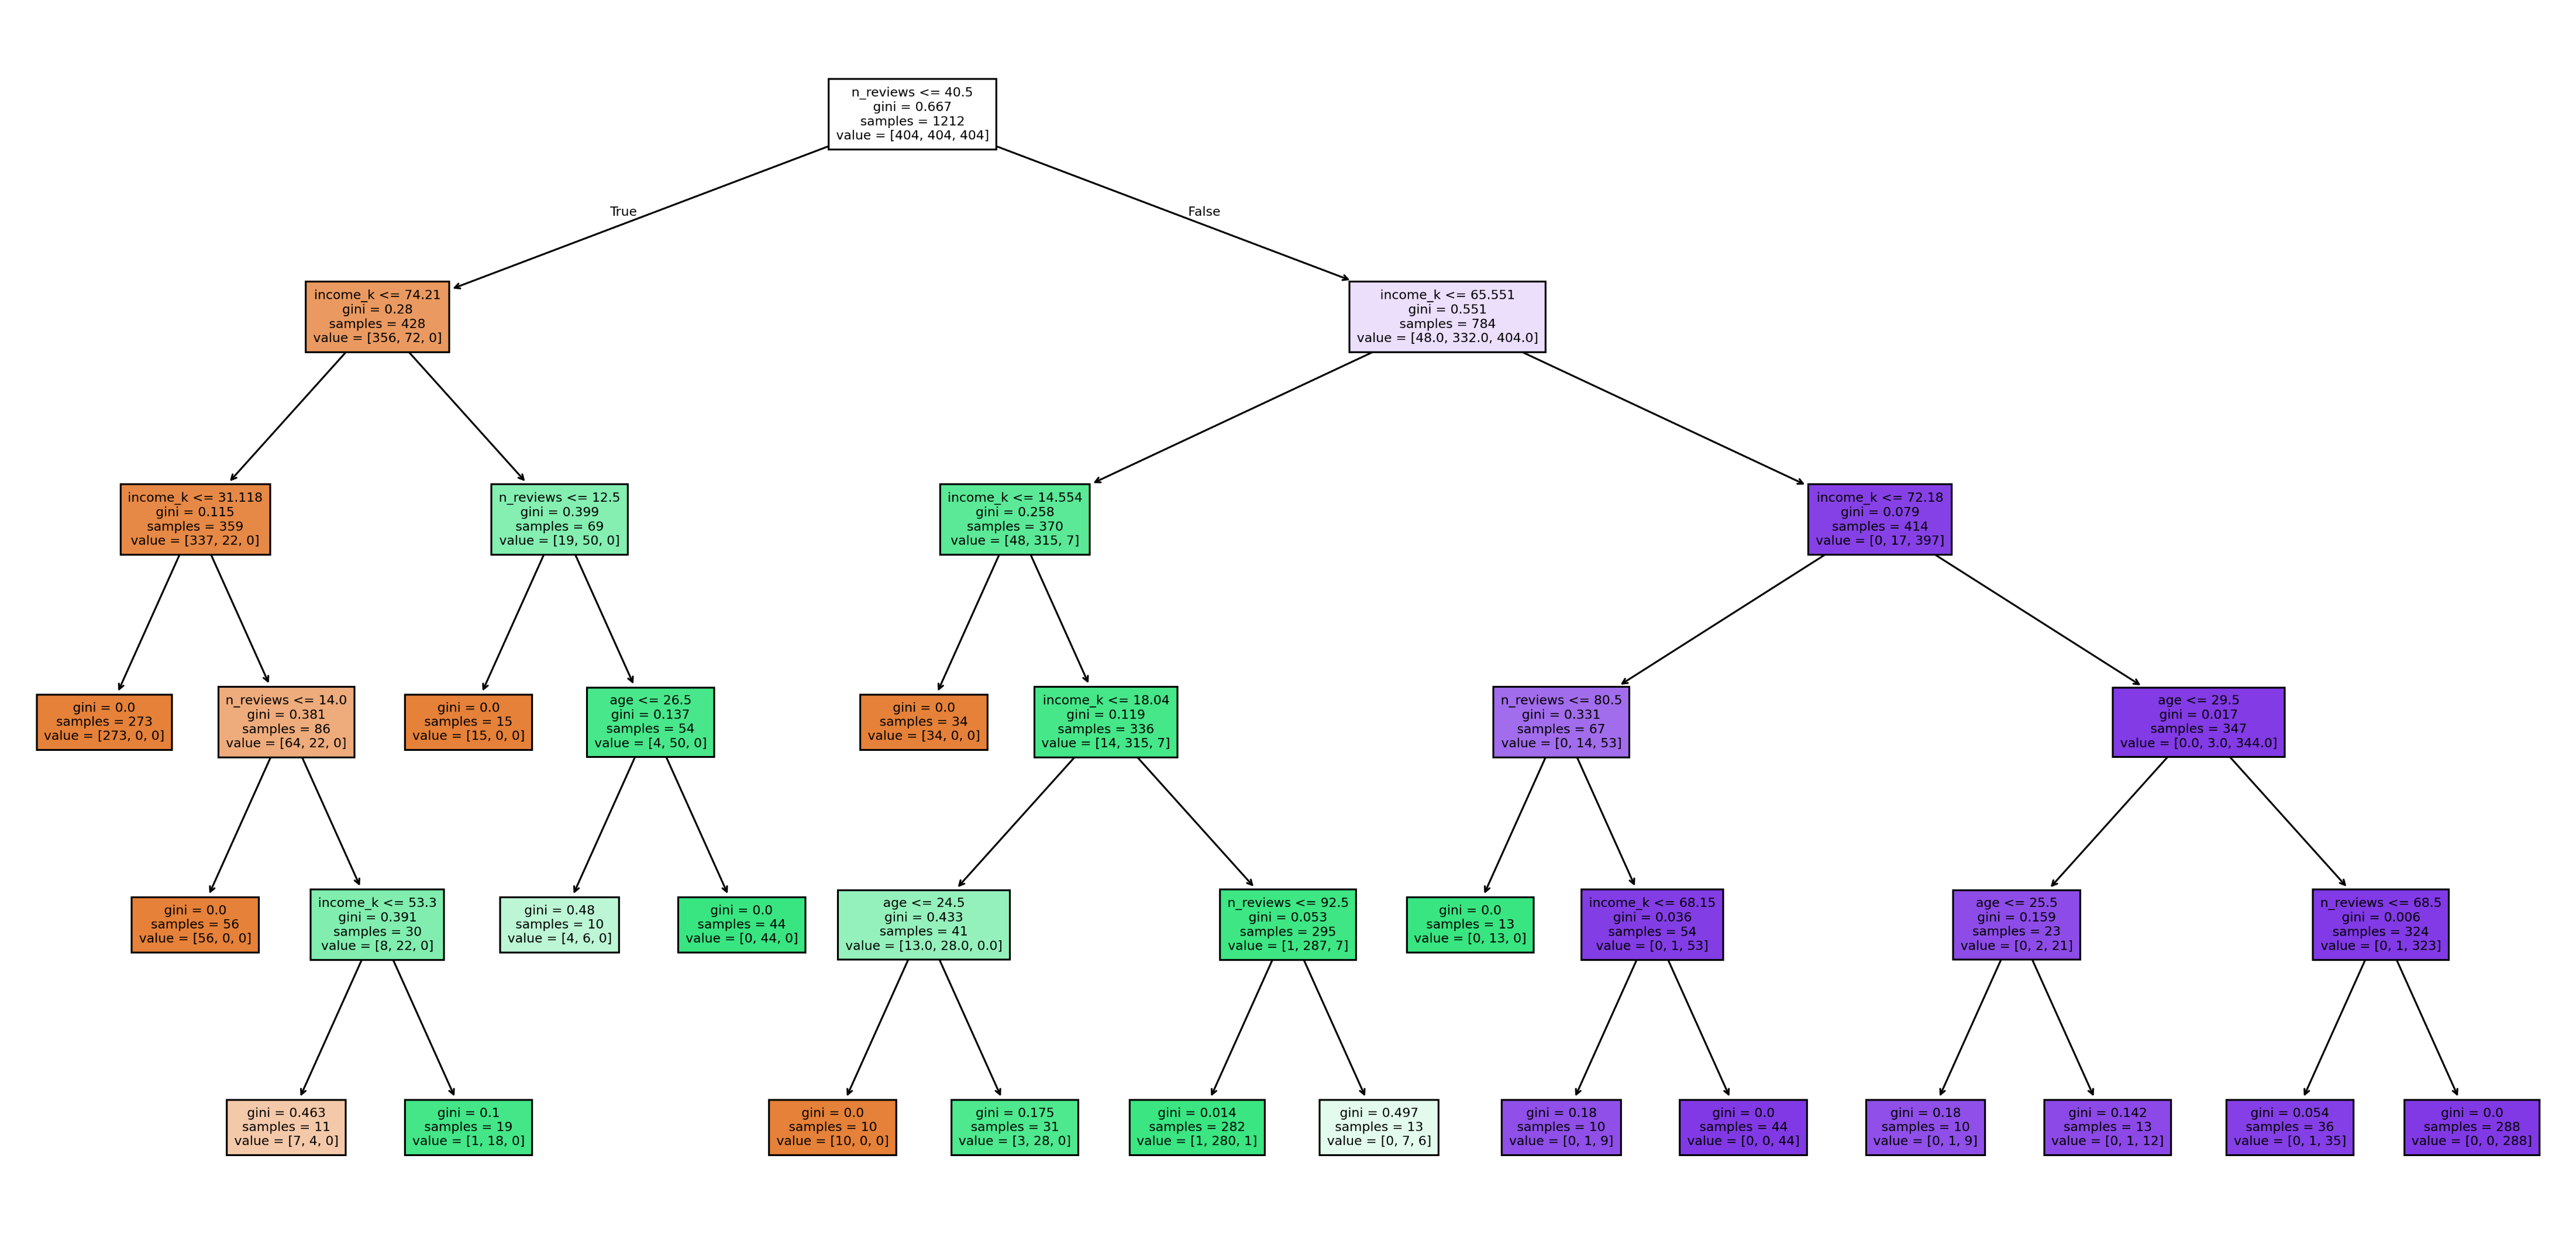 n_reviews <= 40.5
gini = 0.667
samples = 1212
value = [404, 404, 404]
True
False
income_k <= 74.21
gini = 0.28
samples = 428
value = [356, 72, 0]
income_k <= 65.551
gini = 0.551
samples = 784
value = [48.0, 332.0, 404.0]
income_k <= 31.118
gini = 0.115
samples = 359
value = [337, 22, 0]
n_reviews <= 12.5
gini = 0.399
samples = 69
value = [19, 50, 0]
income_k <= 14.554
gini = 0.258
samples = 370
value = [48, 315, 7]
income_k <= 72.18
gini = 0.079
samples = 414
value = [0, 17, 397]
gini = 0.0
samples = 273
value = [273, 0, 0]
n_reviews <= 14.0
gini = 0.381
samples = 86
value = [64, 22, 0]
gini = 0.0
samples = 15
value = [15, 0, 0]
age <= 26.5
gini = 0.137
samples = 54
value = [4, 50, 0]
gini = 0.0
samples = 34
value = [34, 0, 0]
income_k <= 18.04
gini = 0.119
samples = 336
value = [14, 315, 7]
n_reviews <= 80.5
gini = 0.331
samples = 67
value = [0, 14, 53]
age <= 29.5
gini = 0.017
samples = 347
value = [0.0, 3.0, 344.0]
gini = 0.0
samples = 56
value = [56, 0, 0]
income_k <= 53.3
gini = 0.391
samples = 30
value = [8, 22, 0]
gini = 0.48
samples = 10
value = [4, 6, 0]
gini = 0.0
samples = 44
value = [0, 44, 0]
age <= 24.5
gini = 0.433
samples = 41
value = [13.0, 28.0, 0.0]
n_reviews <= 92.5
gini = 0.053
samples = 295
value = [1, 287, 7]
gini = 0.0
samples = 13
value = [0, 13, 0]
income_k <= 68.15
gini = 0.036
samples = 54
value = [0, 1, 53]
age <= 25.5
gini = 0.159
samples = 23
value = [0, 2, 21]
n_reviews <= 68.5
gini = 0.006
samples = 324
value = [0, 1, 323]
gini = 0.463
samples = 11
value = [7, 4, 0]
gini = 0.1
samples = 19
value = [1, 18, 0]
gini = 0.0
samples = 10
value = [10, 0, 0]
gini = 0.175
samples = 31
value = [3, 28, 0]
gini = 0.014
samples = 282
value = [1, 280, 1]
gini = 0.497
samples = 13
value = [0, 7, 6]
gini = 0.18
samples = 10
value = [0, 1, 9]
gini = 0.0
samples = 44
value = [0, 0, 44]
gini = 0.18
samples = 10
value = [0, 1, 9]
gini = 0.142
samples = 13
value = [0, 1, 12]
gini = 0.054
samples = 36
value = [0, 1, 35]
gini = 0.0
samples = 288
value = [0, 0, 288]